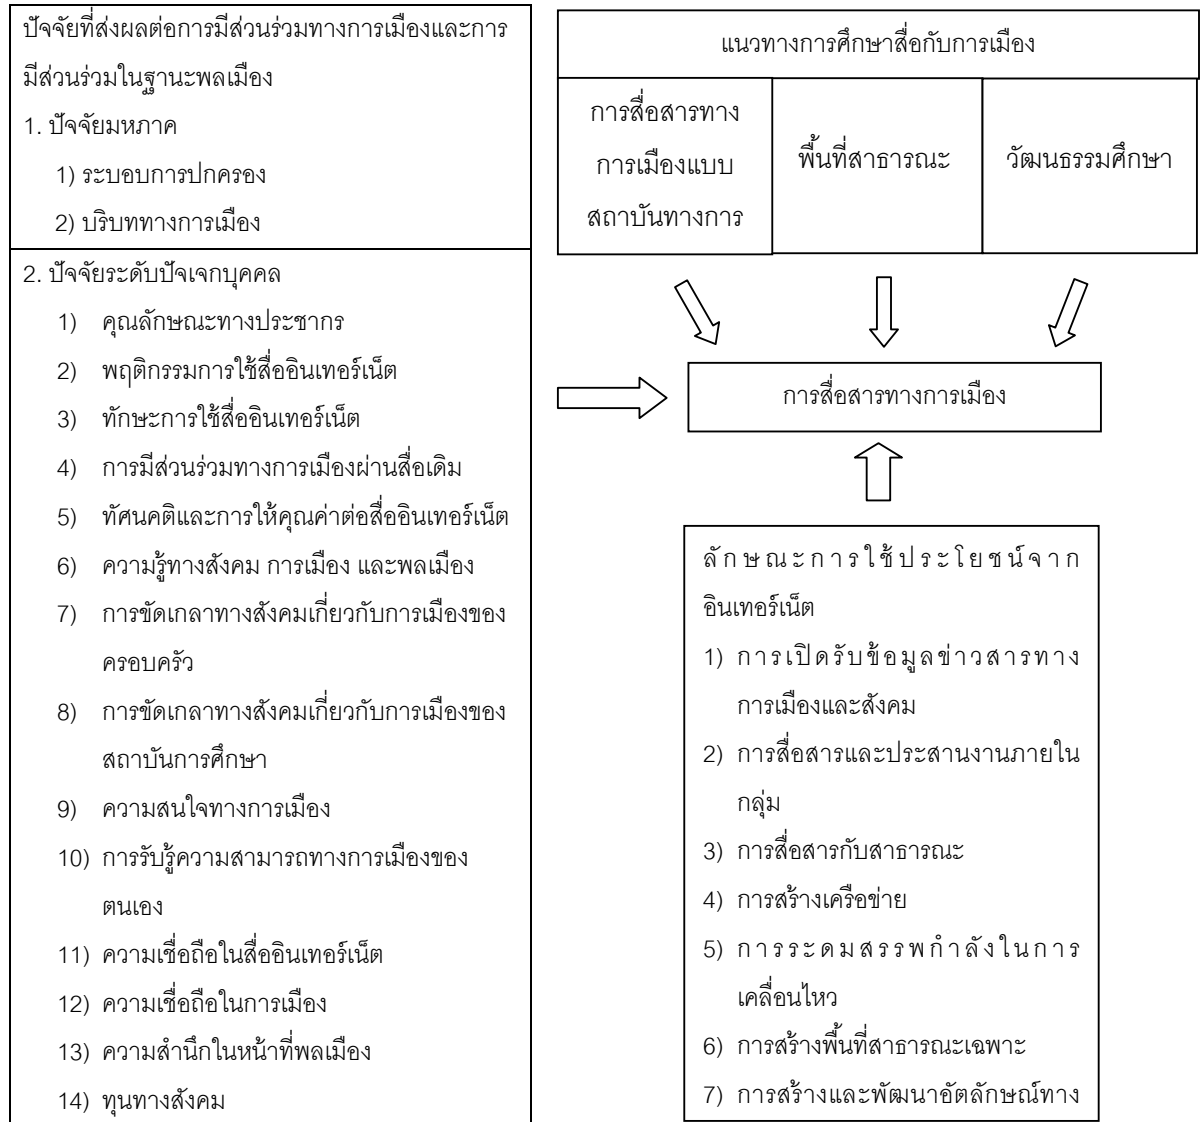 ปัจจัยที่ส่งผลต่อการมีส่วนร่วมทางการเมืองและการ
มีส่วนร่วมในฐานะพลเมือง
1. ปัจจัยมหภาค
1) ระบอบการปกครอง
2) บริบททางการเมือง
2. ปัจจัยระดับปัจเจกบุคคล
1) คุณลักษณะทางประชากร
2) พฤติกรรมการใช้สื่ออินเทอร์เน็ต
3) ทักษะการใช้สื่ออินเทอร์เน็ต
4) การมีส่วนร่วมทางการเมืองผ่านสื่อเดิม
5) ทัศนคติและการให้คุณค่าต่อสื่ออินเทอร์เน็ต
6) ความรู้ทางสังคม การเมือง และพลเมือง
7) การขัดเกลาทางสังคมเกี่ยวกับการเมืองของ
ครอบครัว
8) การขัดเกลาทางสังคมเกี่ยวกับการเมืองของ
สถาบันการศึกษา
9) ความสนใจทางการเมือง
10) การรับรู้ความสามารถทางการเมืองของ
ตนเอง
11) ความเชื่อถือในสื่ออินเทอร์เน็ต
12) ความเชื่อถือในการเมือง
13) ความสำนึกในหน้าที่พลเมือง
14) ทุนทางสังคม
แนวทางการศึกษาสื่อกับการเมือง
การสื่อสารทาง
การเมืองแบบ
สถาบันทางการ
พื้นที่สาธารณะ
วัฒนธรรมศึกษา
การสื่อสารทางการเมือง
ลักษณะการใช้ประโยชน์จาก
อินเทอร์เน็ต
1) การเปิดรับข้อมูลข่าวสารทาง
การเมืองและสังคม
2) การสื่อสารและประสานงานภายใน
กลุ่ม
3) การสื่อสารกับสาธารณะ
4) การสร้างเครือข่าย
5) การระดมสรรพกำลังในการ
เคลื่อนไหว
6) การสร้างพื้นที่สาธารณะเฉพาะ
7) การสร้างและพัฒนาอัตลักษณ์ทาง